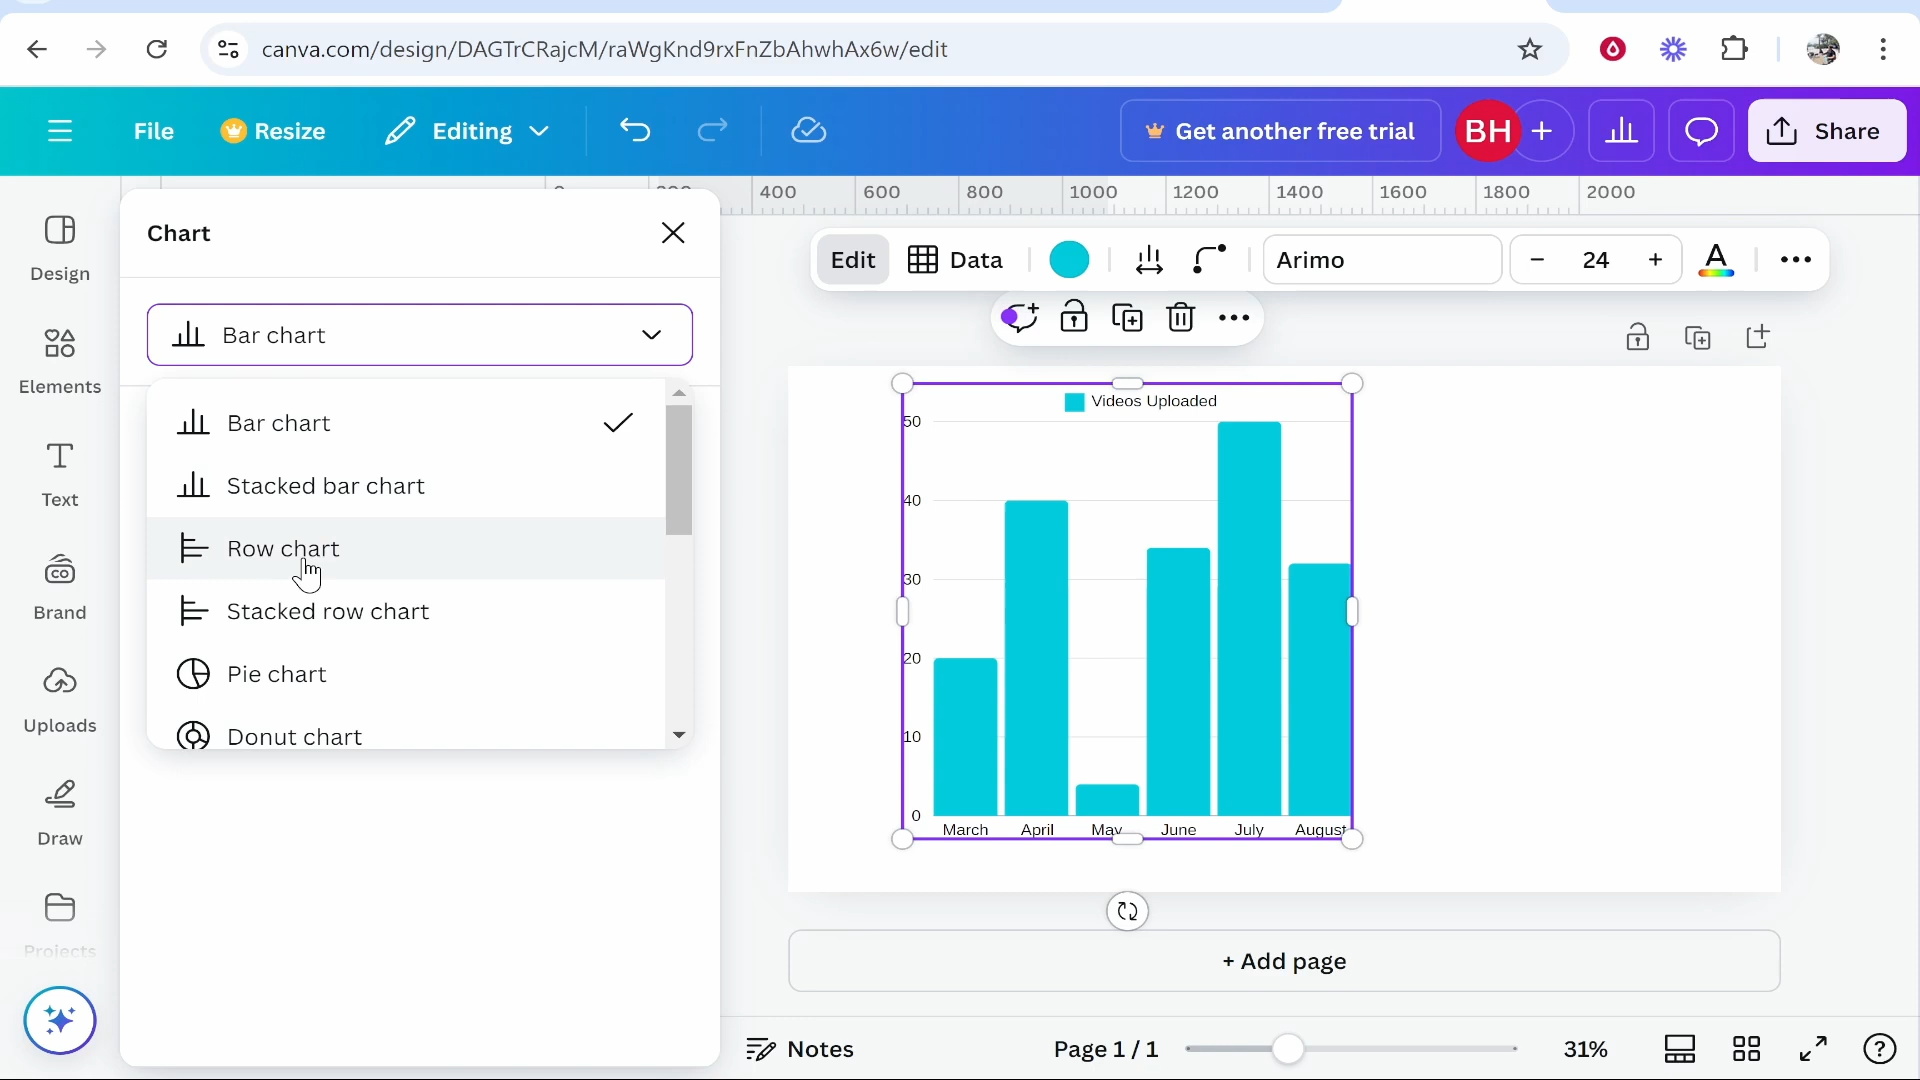 canva.com/design/DAGTrCRajcM/raWgKnd9rxFnZbAhwhAx6w/edit
File
Resize
Editing
Get another free trial
BH
Share
0 200 400 600 800 1000 1200 1400 1600 1800 2000
Design
Elements
Text
Brand
Uploads
Draw
Projects
Chart
Bar chart
Bar chart
Stacked bar chart
Row chart
Stacked row chart
Pie chart
Donut chart
Edit
Data
Arimo
24
Videos Uploaded
50
40
30
20
10
0
March April May June July August
+ Add page
Notes
Page 1 / 1
31%